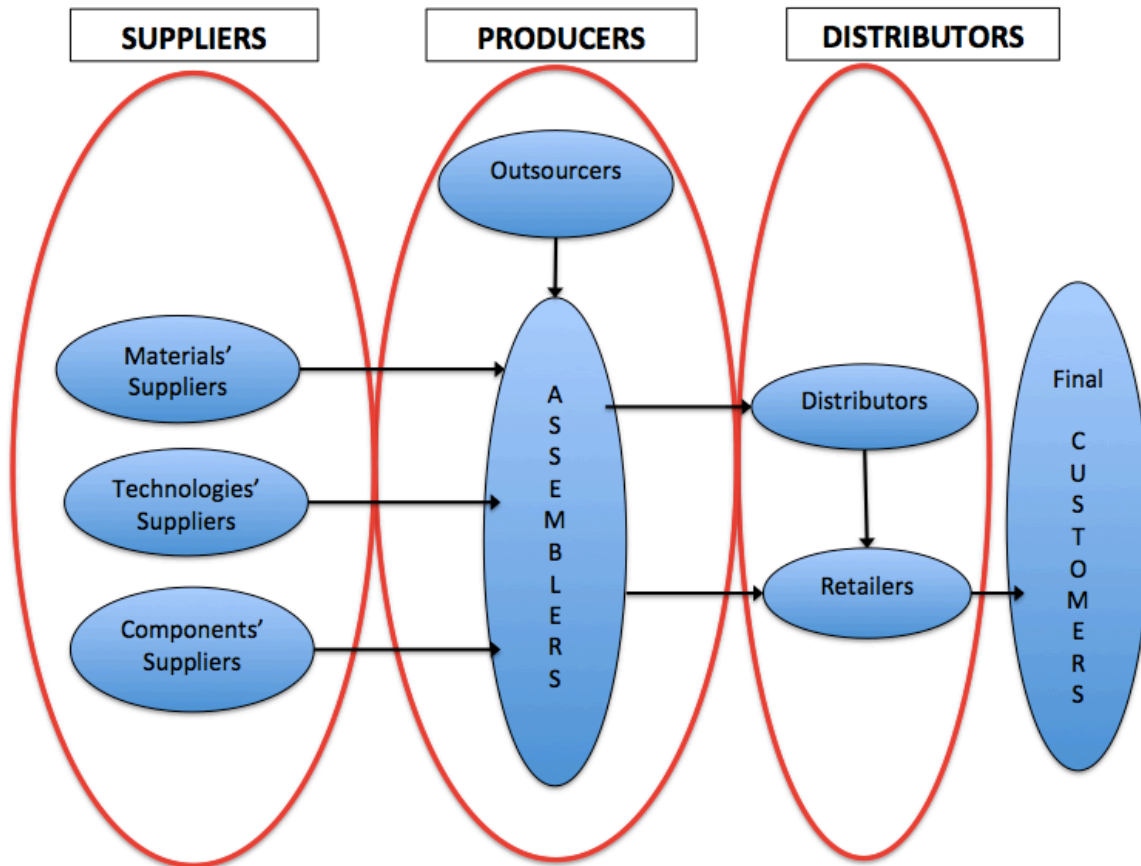 SUPPLIERS
PRODUCERS
DISTRIBUTORS
Outsourcers
Materials’
Suppliers
Technologies’
Suppliers
Components’
Suppliers
A
S
S
E
M
B
L
E
R
S
Distributors
Retailers
Final
C
U
S
T
O
M
E
R
S